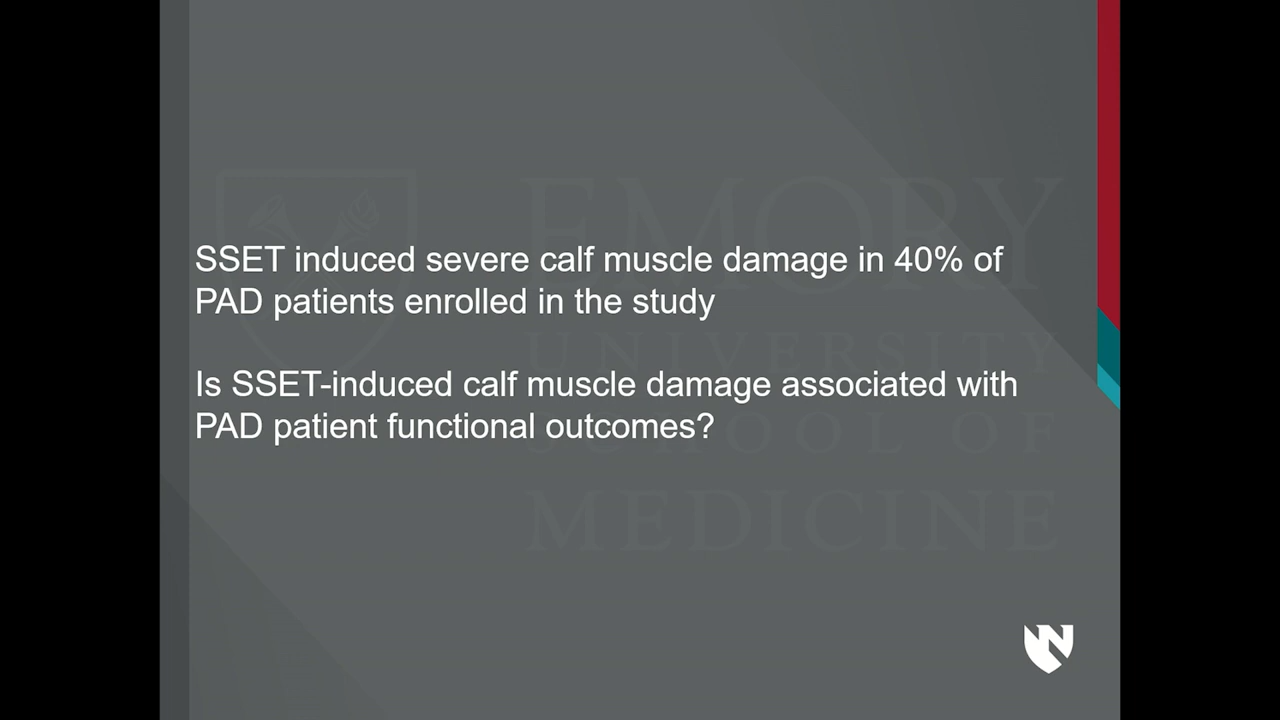 SSET induced severe calf muscle damage in 40% of
PAD patients enrolled in the study
Is SSET-induced calf muscle damage associated with
PAD patient functional outcomes?
EMORY
UNIVERSITY
SCHOOL OF
MEDICINE
N